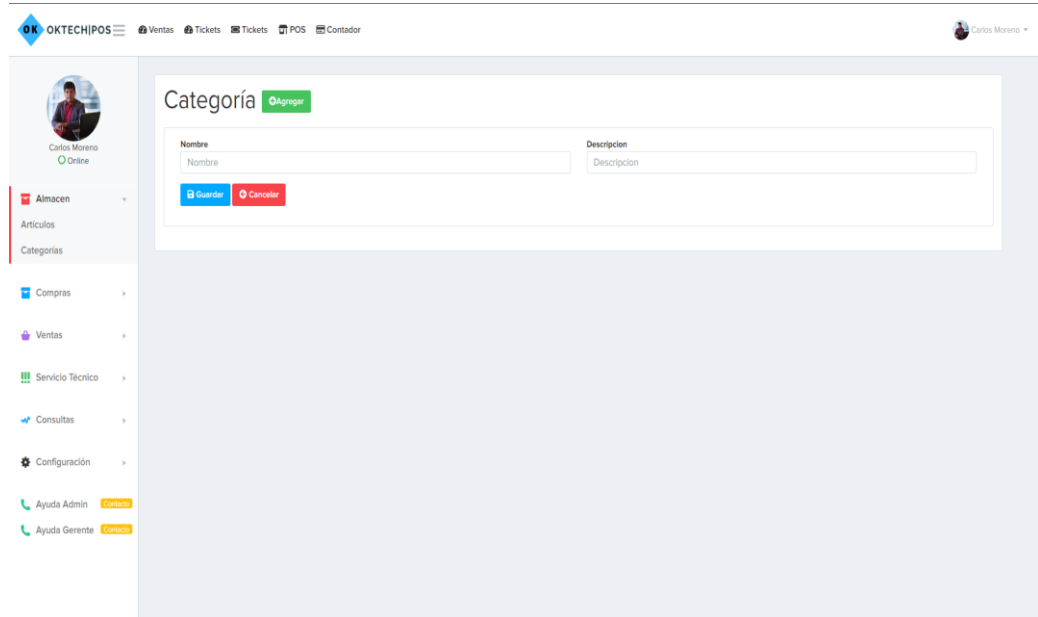 OK OKTECH|POS Ventas Tickets Tickets POS Contador Carlos Moreno
Carlos Moreno
Online
Almacen
Artículos
Categorías
Compras
Ventas
Servicio Técnico
Consultas
Configuración
Ayuda Admin Contacto
Ayuda Gerente Contacto
Categoría Agregar
Nombre Descripcion
Nombre Descripcion
Guardar Cancelar